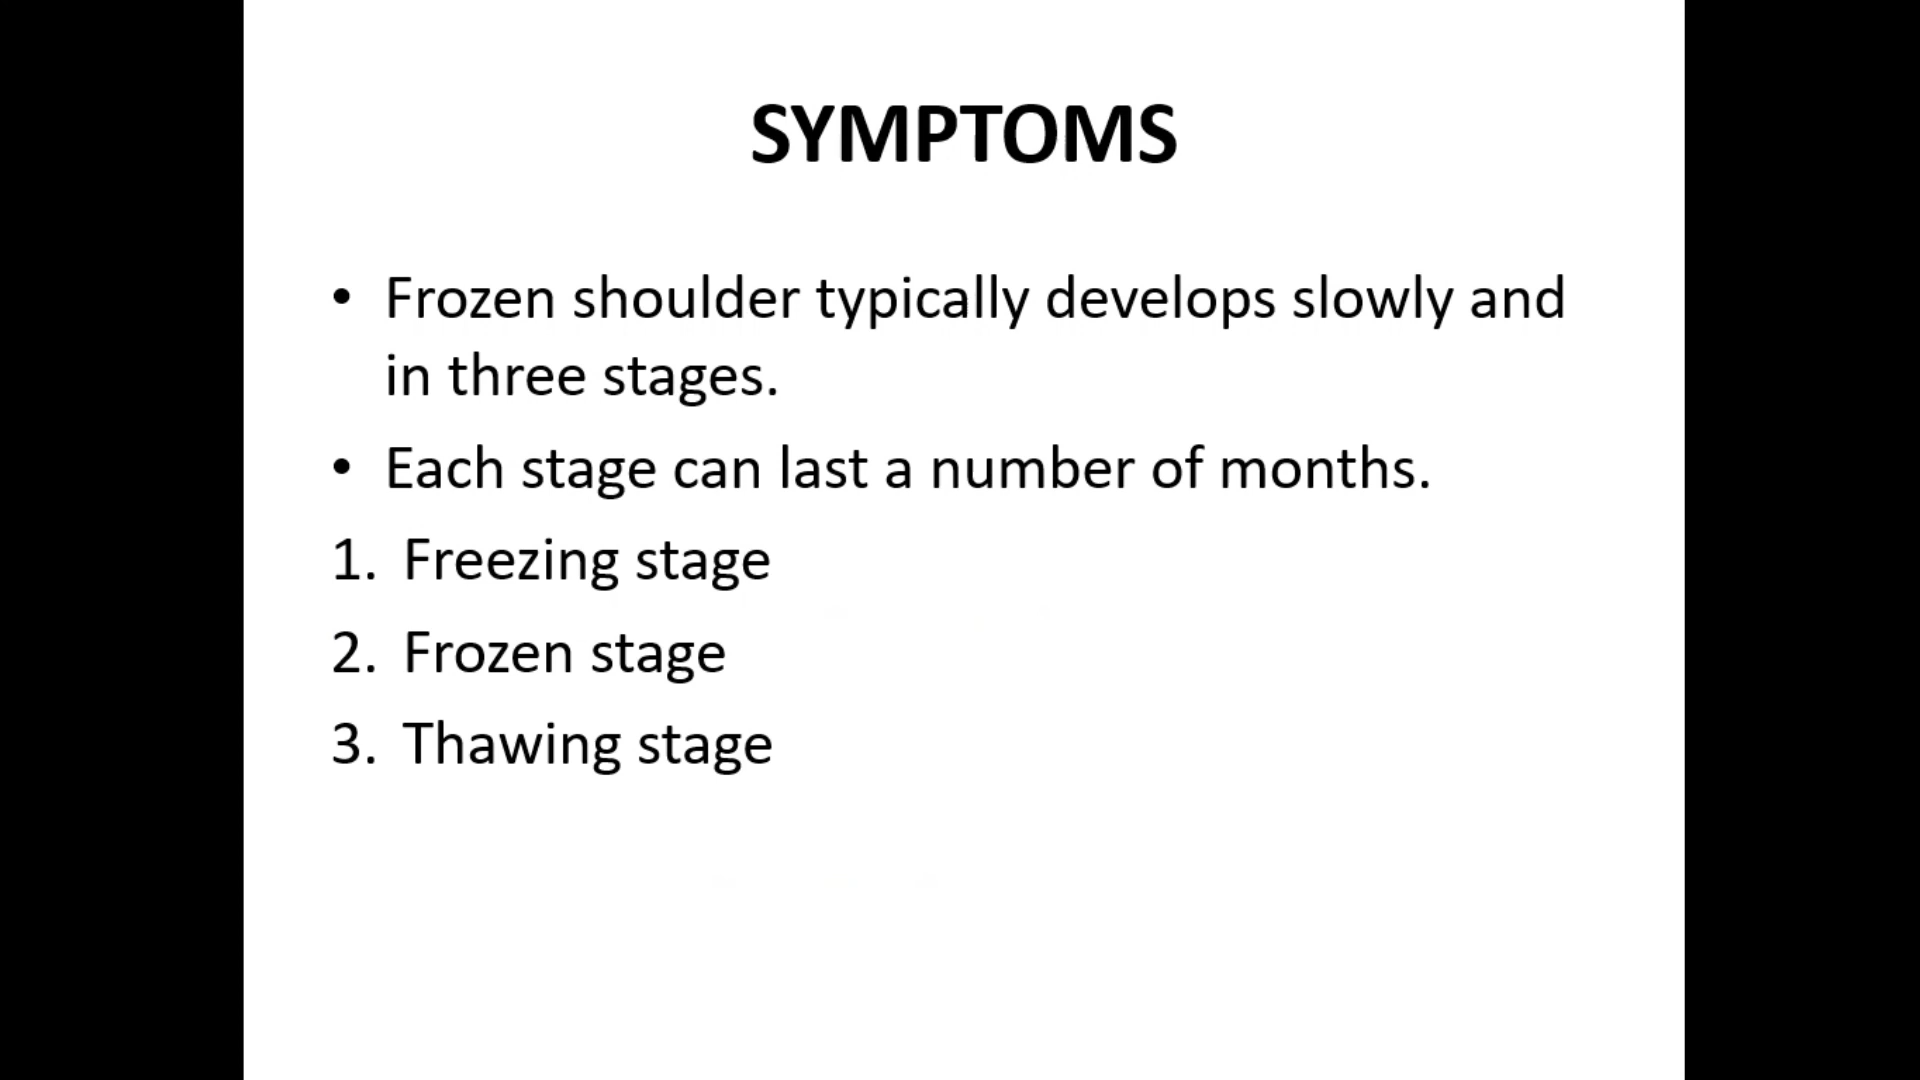 SYMPTOMS
• Frozen shoulder typically develops slowly and
in three stages.
• Each stage can last a number of months.
1. Freezing stage
2. Frozen stage
3. Thawing stage